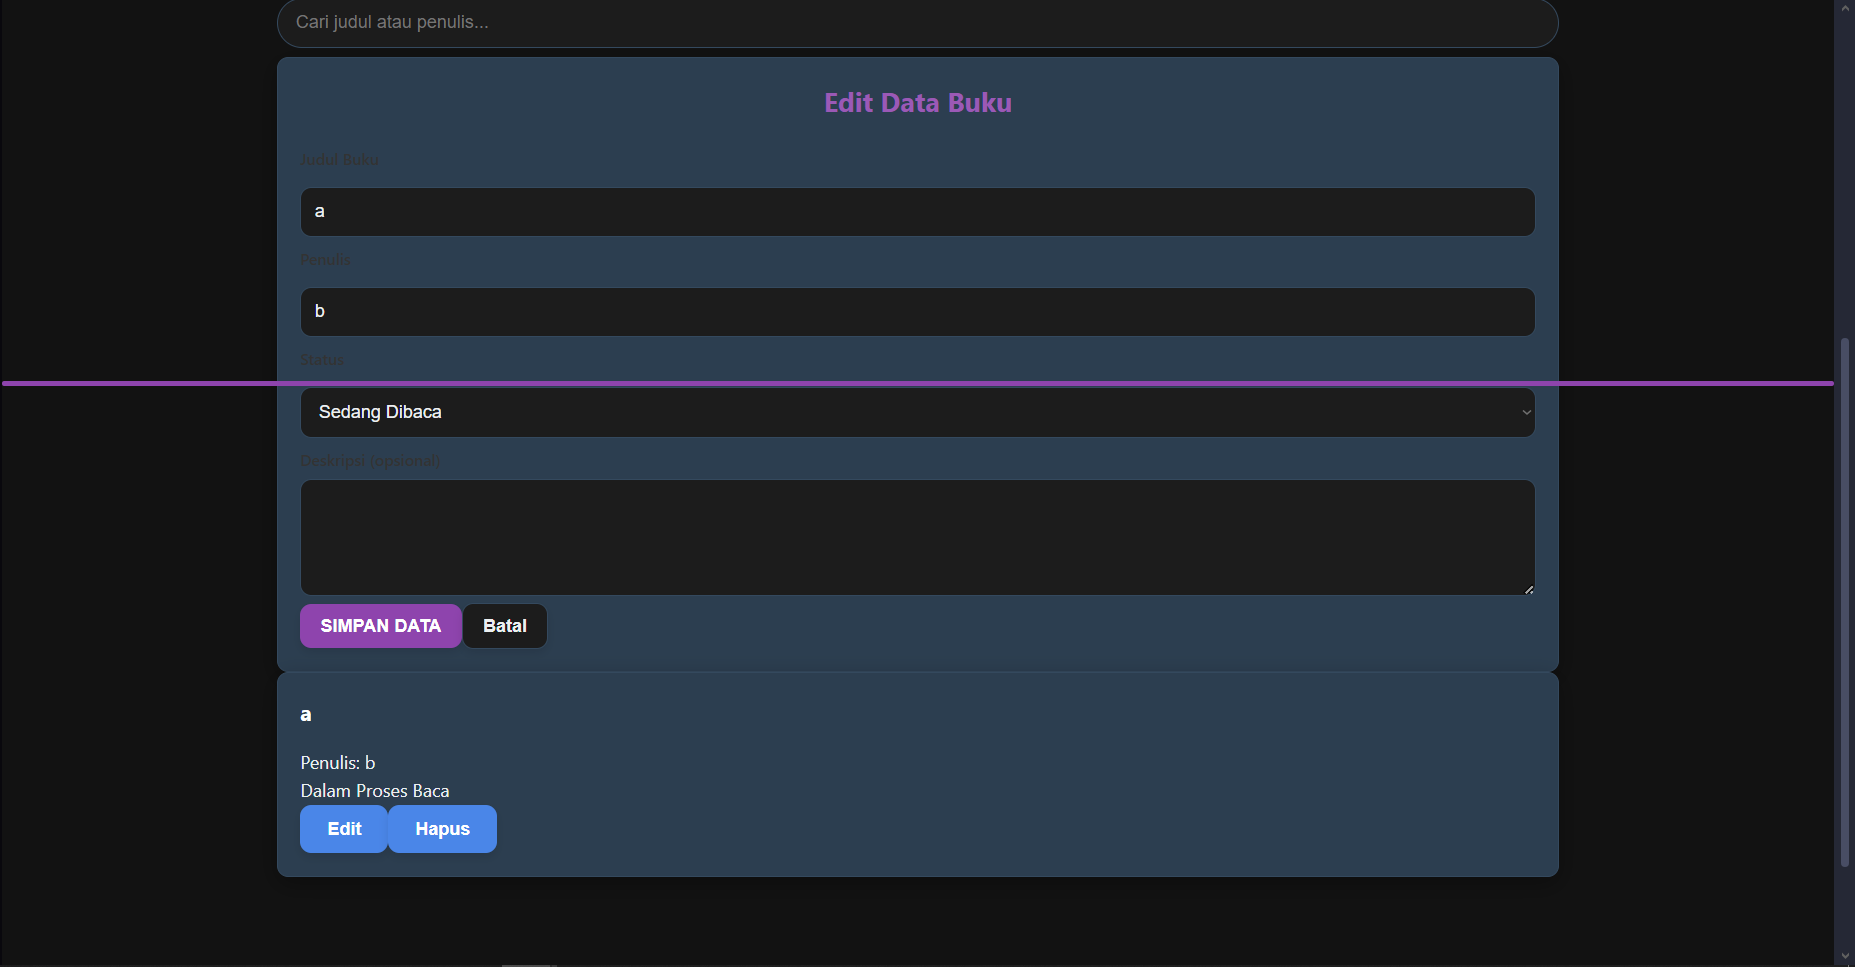 Cari judul atau penulis...
Edit Data Buku
Judul Buku
a
Penulis
b
Status
Sedang Dibaca
Deskripsi (opsional)
SIMPAN DATA Batal
a
Penulis: b
Dalam Proses Baca
Edit Hapus